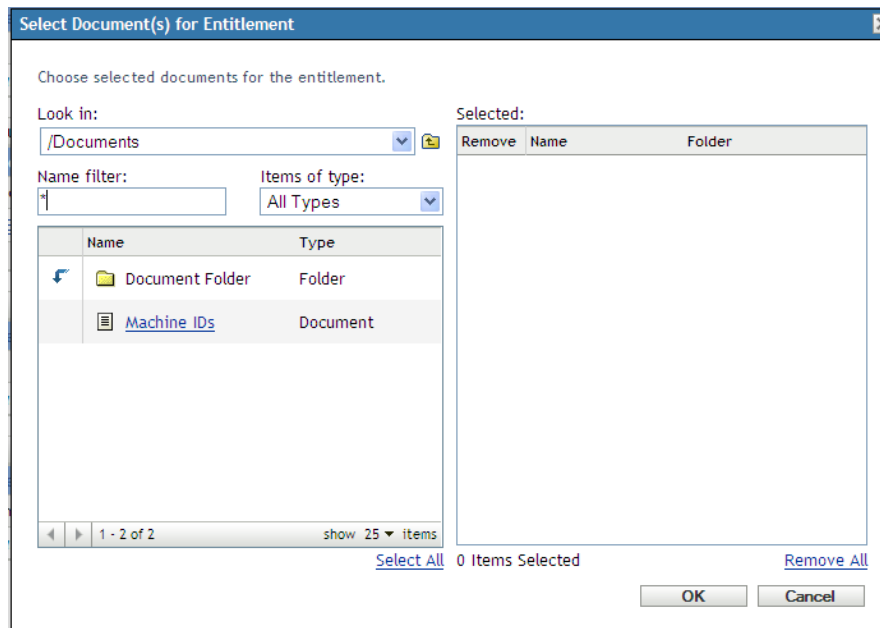 Select Document(s) for Entitlement
Choose selected documents for the entitlement.
Look in:
/Documents
Name filter:
Items of type:
*
All Types
Name Type
Document Folder Folder
Machine IDs Document
1 - 2 of 2 show 25 items
Select All
Selected:
Remove Name Folder
0 Items Selected
Remove All
OK Cancel